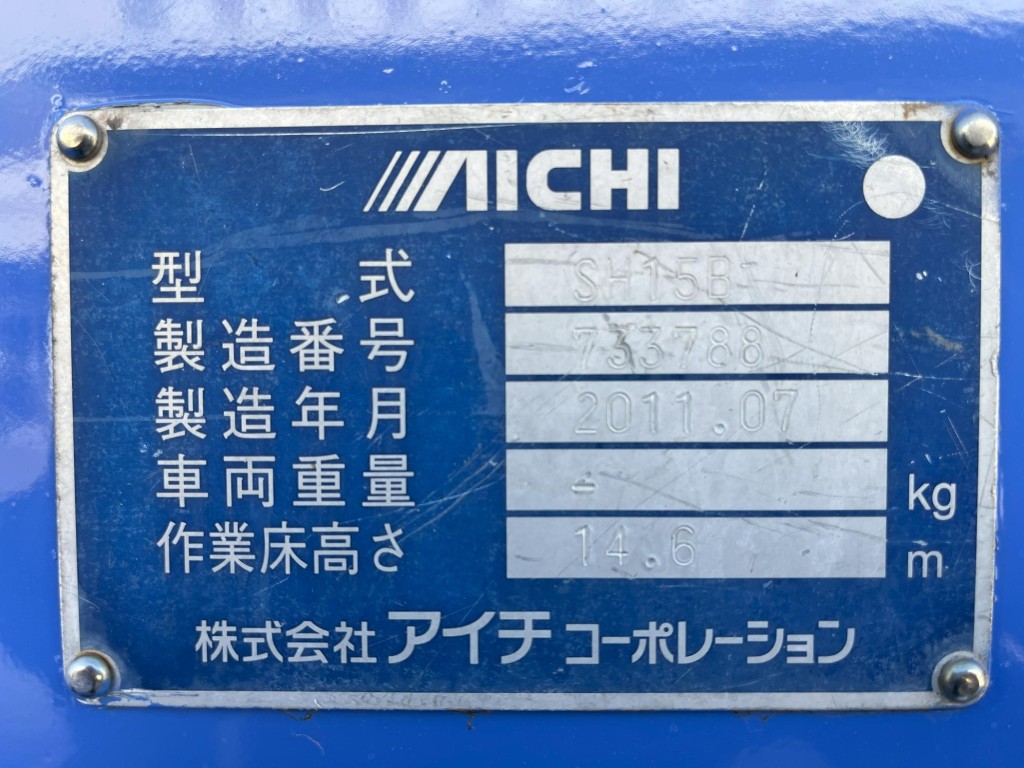 AICHI
型式 SH15B-
製造番号 733788
製造年月 2011.07
車両重量 - kg
作業床高さ 14.6 m
株式会社アイチコーポレーション